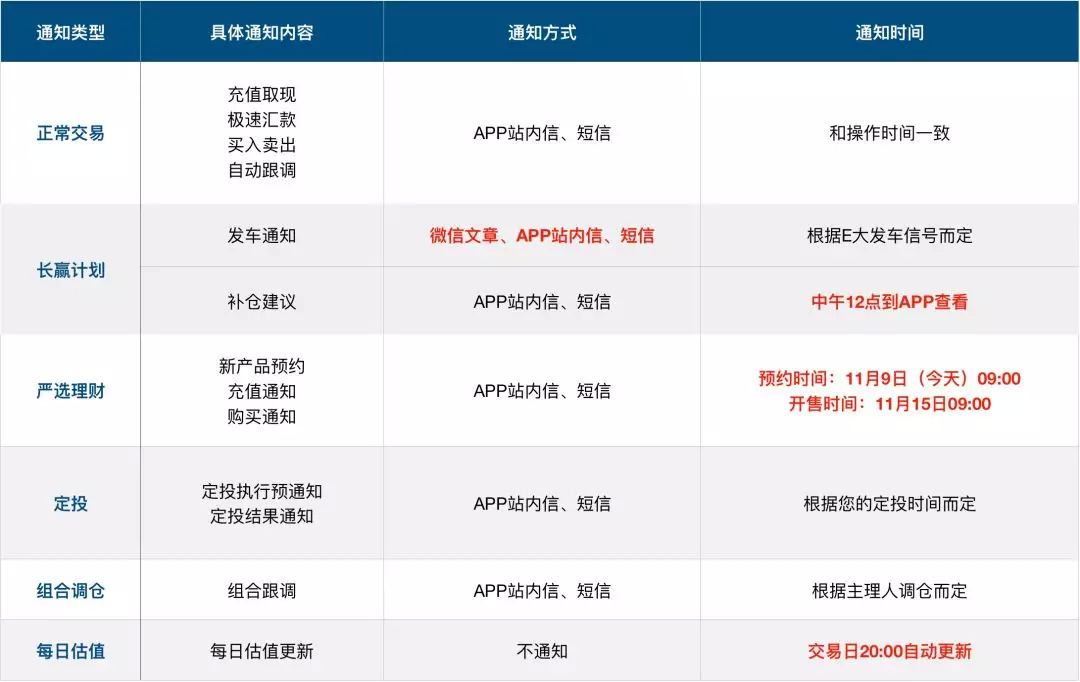 通知类型 具体通知内容 通知方式 通知时间
正常交易
充值取现
极速汇款
买入卖出
自动跟调
APP站内信、短信
和操作时间一致
长赢计划
发车通知
微信文章、APP站内信、短信
根据E大发车信号而定
补仓建议
APP站内信、短信
中午12点到APP查看
严选理财
新产品预约
充值通知
购买通知
APP站内信、短信
预约时间：11月9日（今天）09:00
开售时间：11月15日09:00
定投
定投执行预通知
定投结果通知
APP站内信、短信
根据您的定投时间而定
组合调仓
组合跟调
APP站内信、短信
根据主理人调仓而定
每日估值
每日估值更新
不通知
交易日20:00自动更新